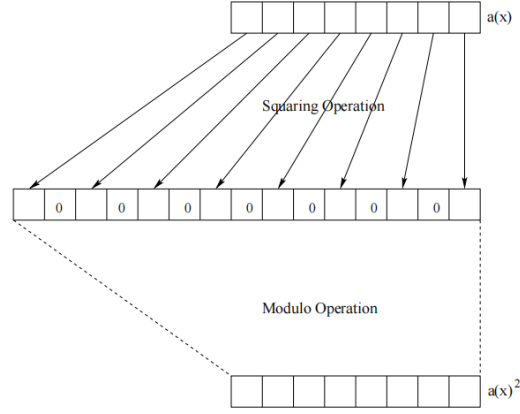 a(x)
Squaring Operation
0 0 0 0 0 0 0
Modulo Operation
a(x)²